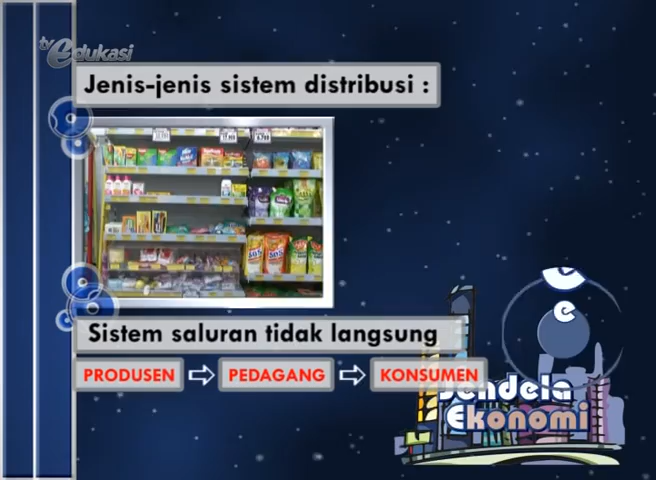 tv edukasi
Jenis-jenis sistem distribusi :
Sistem saluran tidak langsung
PRODUSEN ⇨ PEDAGANG ⇨ KONSUMEN
Jendela
Ekonomi